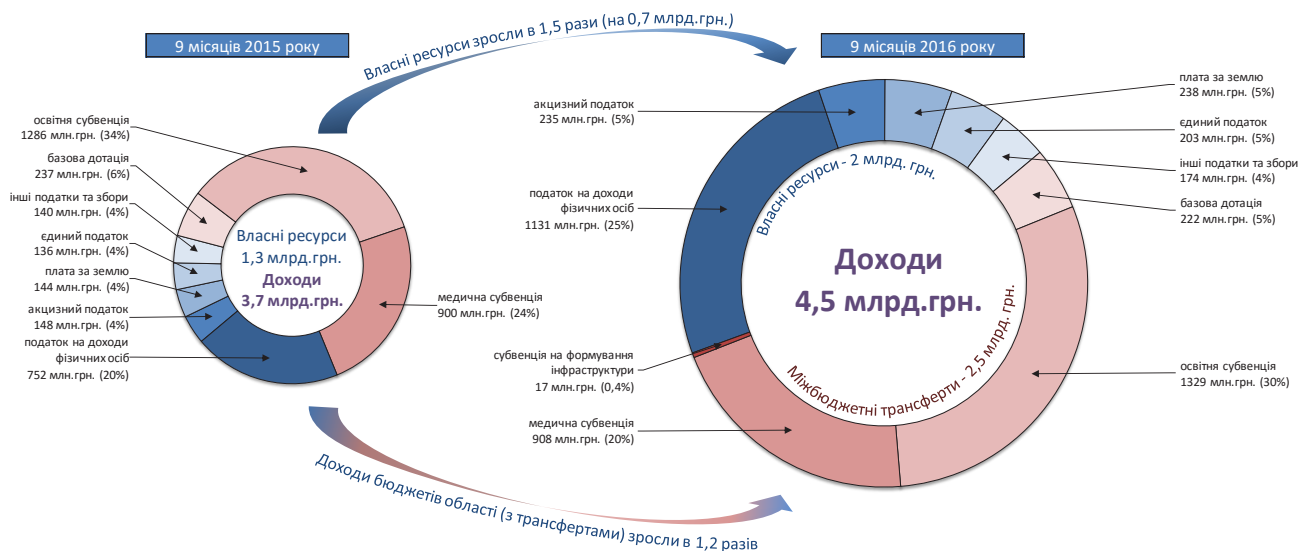 Власні ресурси зросли в 1,5 рази (на 0,7 млрд.грн.)
9 місяців 2015 року
9 місяців 2016 року
освітня субвенція
1286 млн.грн. (34%)
базова дотація
237 млн.грн. (6%)
інші податки та збори
140 млн.грн. (4%)
єдиний податок
136 млн.грн. (4%)
плата за землю
144 млн.грн. (4%)
акцизний податок
148 млн.грн. (4%)
податок на доходи
фізичних осіб
752 млн.грн. (20%)
Власні ресурси
1,3 млрд.грн.
Доходи
3,7 млрд.грн.
медична субвенція
900 млн.грн. (24%)
акцизний податок
235 млн.грн. (5%)
податок на доходи
фізичних осіб
1131 млн.грн. (25%)
субвенція на формування
інфраструктури
17 млн.грн. (0,4%)
медична субвенція
908 млн.грн. (20%)
Власні ресурси - 2 млрд. грн.
Доходи
4,5 млрд.грн.
Міжбюджетні трансферти - 2,5 млрд. грн.
плата за землю
238 млн.грн. (5%)
єдиний податок
203 млн.грн. (5%)
інші податки та збори
174 млн.грн. (4%)
базова дотація
222 млн.грн. (5%)
освітня субвенція
1329 млн.грн. (30%)
Доходи бюджетів області (з трансфертами) зросли в 1,2 разів